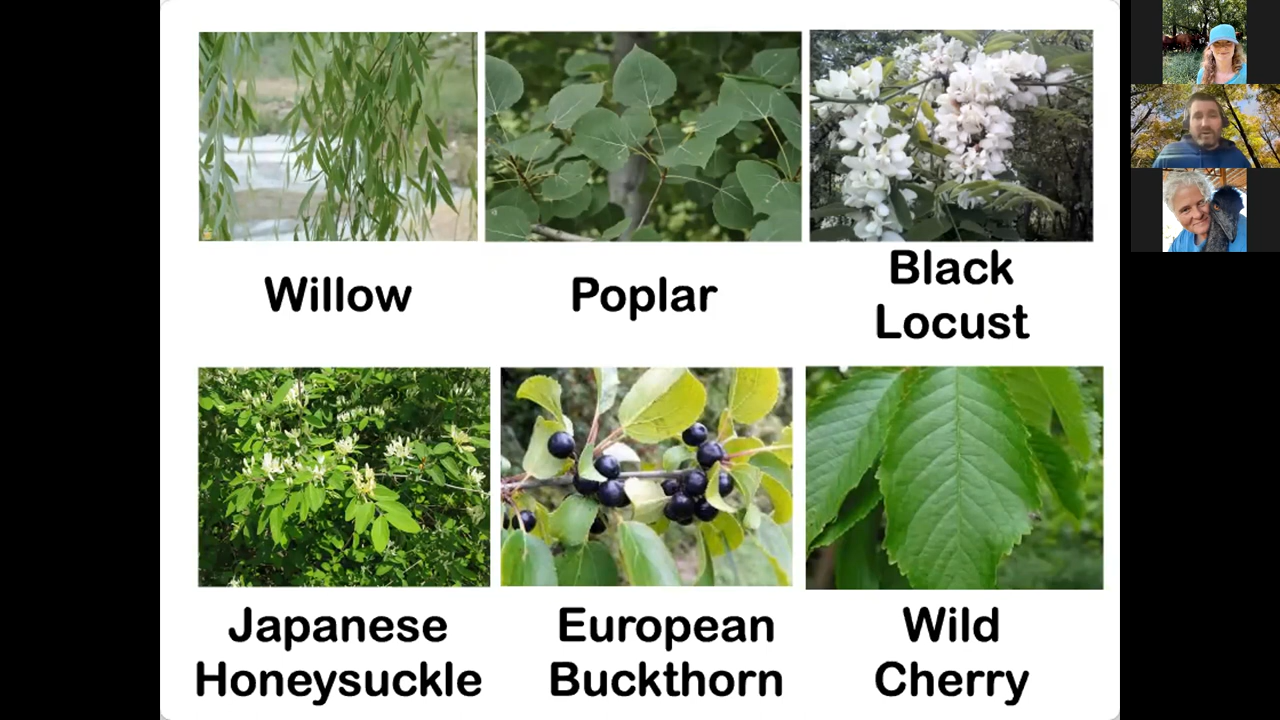 Willow
Poplar
Black
Locust
Japanese
Honeysuckle
European
Buckthorn
Wild
Cherry